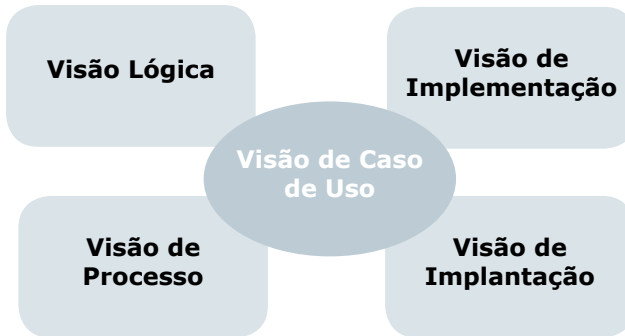 Visão Lógica
Visão de
Implementação
Visão de Caso
de Uso
Visão de
Processo
Visão de
Implantação